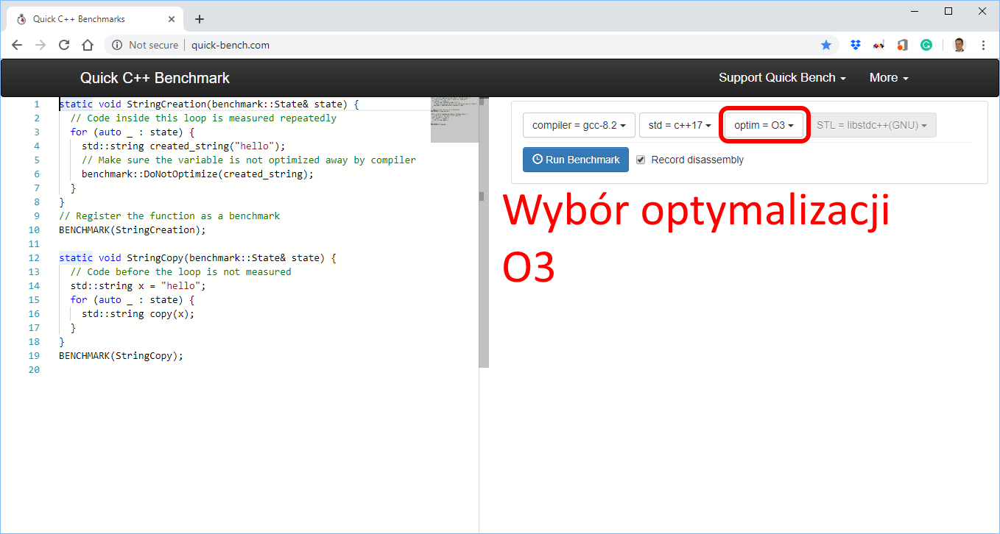 Quick C++ Benchmarks
Not secure
quick-bench.com
Quick C++ Benchmark
Support Quick Bench
More
1 static void StringCreation(benchmark::State& state) {
2 // Code inside this loop is measured repeatedly
3 for (auto _ : state) {
4 std::string created_string("hello");
5 // Make sure the variable is not optimized away by compiler
6 benchmark::DoNotOptimize(created_string);
7 }
8 }
9 // Register the function as a benchmark
10 BENCHMARK(StringCreation);
11
12 static void StringCopy(benchmark::State& state) {
13 // Code before the loop is not measured
14 std::string x = "hello";
15 for (auto _ : state) {
16 std::string copy(x);
17 }
18 }
19 BENCHMARK(StringCopy);
20
compiler = gcc-8.2
std = c++17
optim = O3
STL = libstdc++(GNU)
Run Benchmark
Record disassembly
Wybór optymalizacji
O3